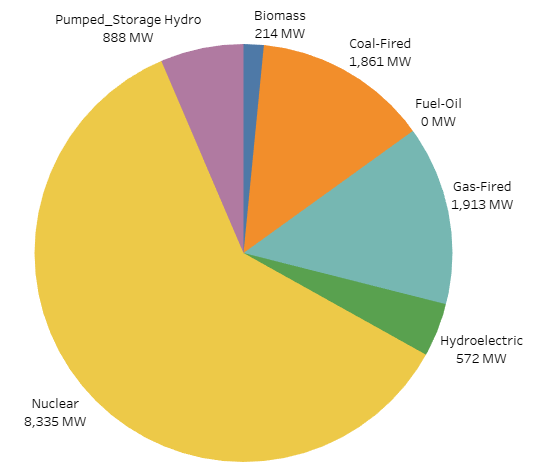 Pumped_Storage Hydro
888 MW
Biomass
214 MW
Coal-Fired
1,861 MW
Fuel-Oil
0 MW
Gas-Fired
1,913 MW
Hydroelectric
572 MW
Nuclear
8,335 MW